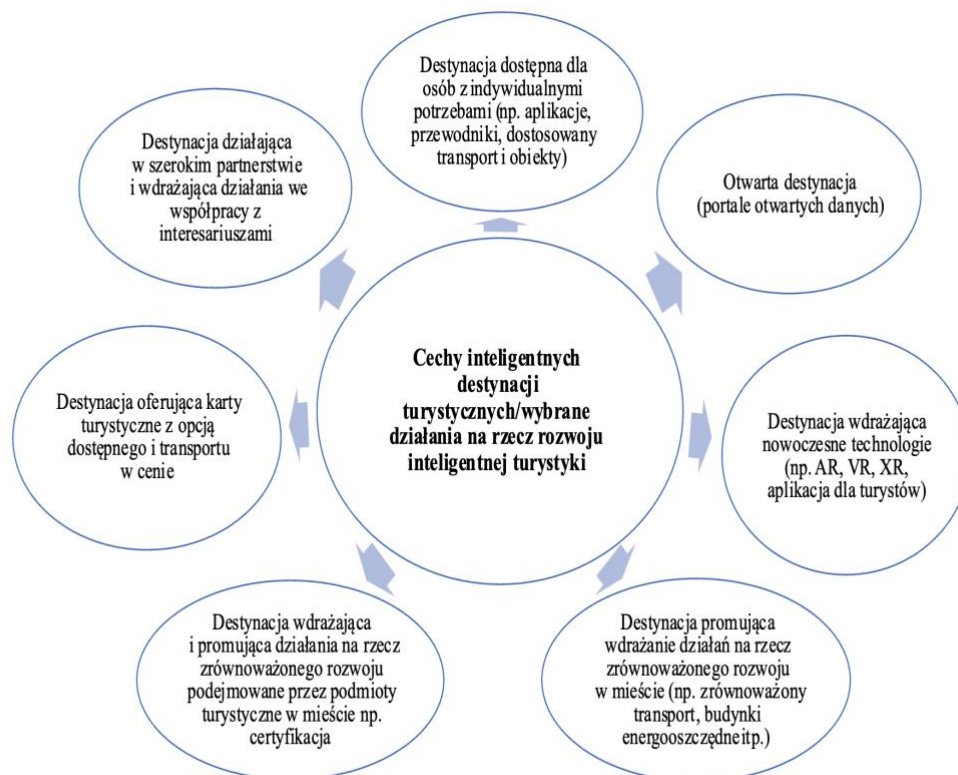 Destynacja dostępna dla
osób z indywidualnymi
potrzebami (np. aplikacje,
przewodniki, dostosowany
transport i obiekty)
Otwarta destynacja
(portale otwartych danych)
Destynacja wdrażająca
nowoczesne technologie
(np. AR, VR, XR,
aplikacja dla turystów)
Destynacja promująca
wdrażanie działań na rzecz
zrównoważonego rozwoju
w mieście (np. zrównoważony
transport, budynki
energooszczędneitp.)
Destynacja wdrażająca
i promująca działania na rzecz
zrównoważonego rozwoju
podejmowane przez podmioty
turystyczne w mieście np.
certyfikacja
Destynacja oferująca karty
turystyczne z opcją
dostępnego i transportu
w cenie
Destynacja działająca
w szerokim partnerstwie
i wdrażająca działania we
współpracy z
interesariuszami
Cechy inteligentnych
destynacji
turystycznych/wybrane
działania na rzecz rozwoju
inteligentnej turystyki